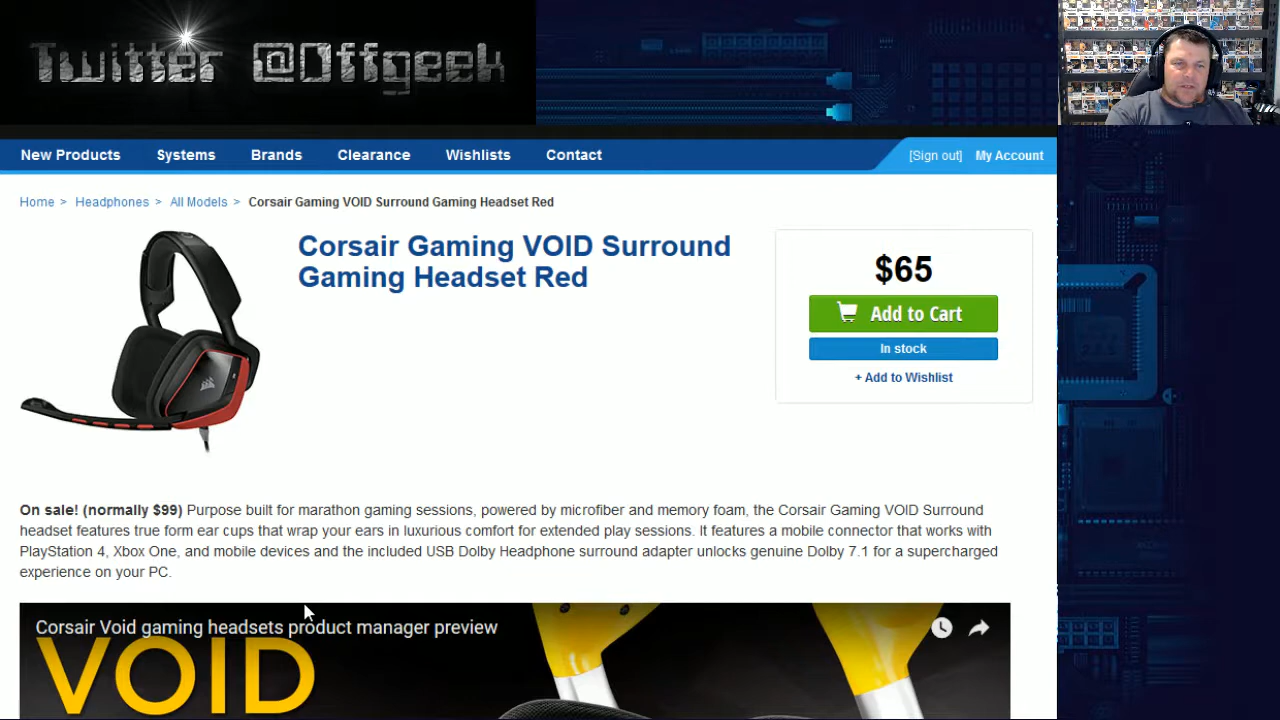 Twitter @Offgeek
New Products Systems Brands Clearance Wishlists Contact [Sign out] My Account
Home > Headphones > All Models > Corsair Gaming VOID Surround Gaming Headset Red
Corsair Gaming VOID Surround
Gaming Headset Red
$65
Add to Cart
In stock
+ Add to Wishlist
On sale! (normally $99) Purpose built for marathon gaming sessions, powered by microfiber and memory foam, the Corsair Gaming VOID Surround
headset features true form ear cups that wrap your ears in luxurious comfort for extended play sessions. It features a mobile connector that works with
PlayStation 4, Xbox One, and mobile devices and the included USB Dolby Headphone surround adapter unlocks genuine Dolby 7.1 for a supercharged
experience on your PC.
Corsair Void gaming headsets product manager preview
VOID